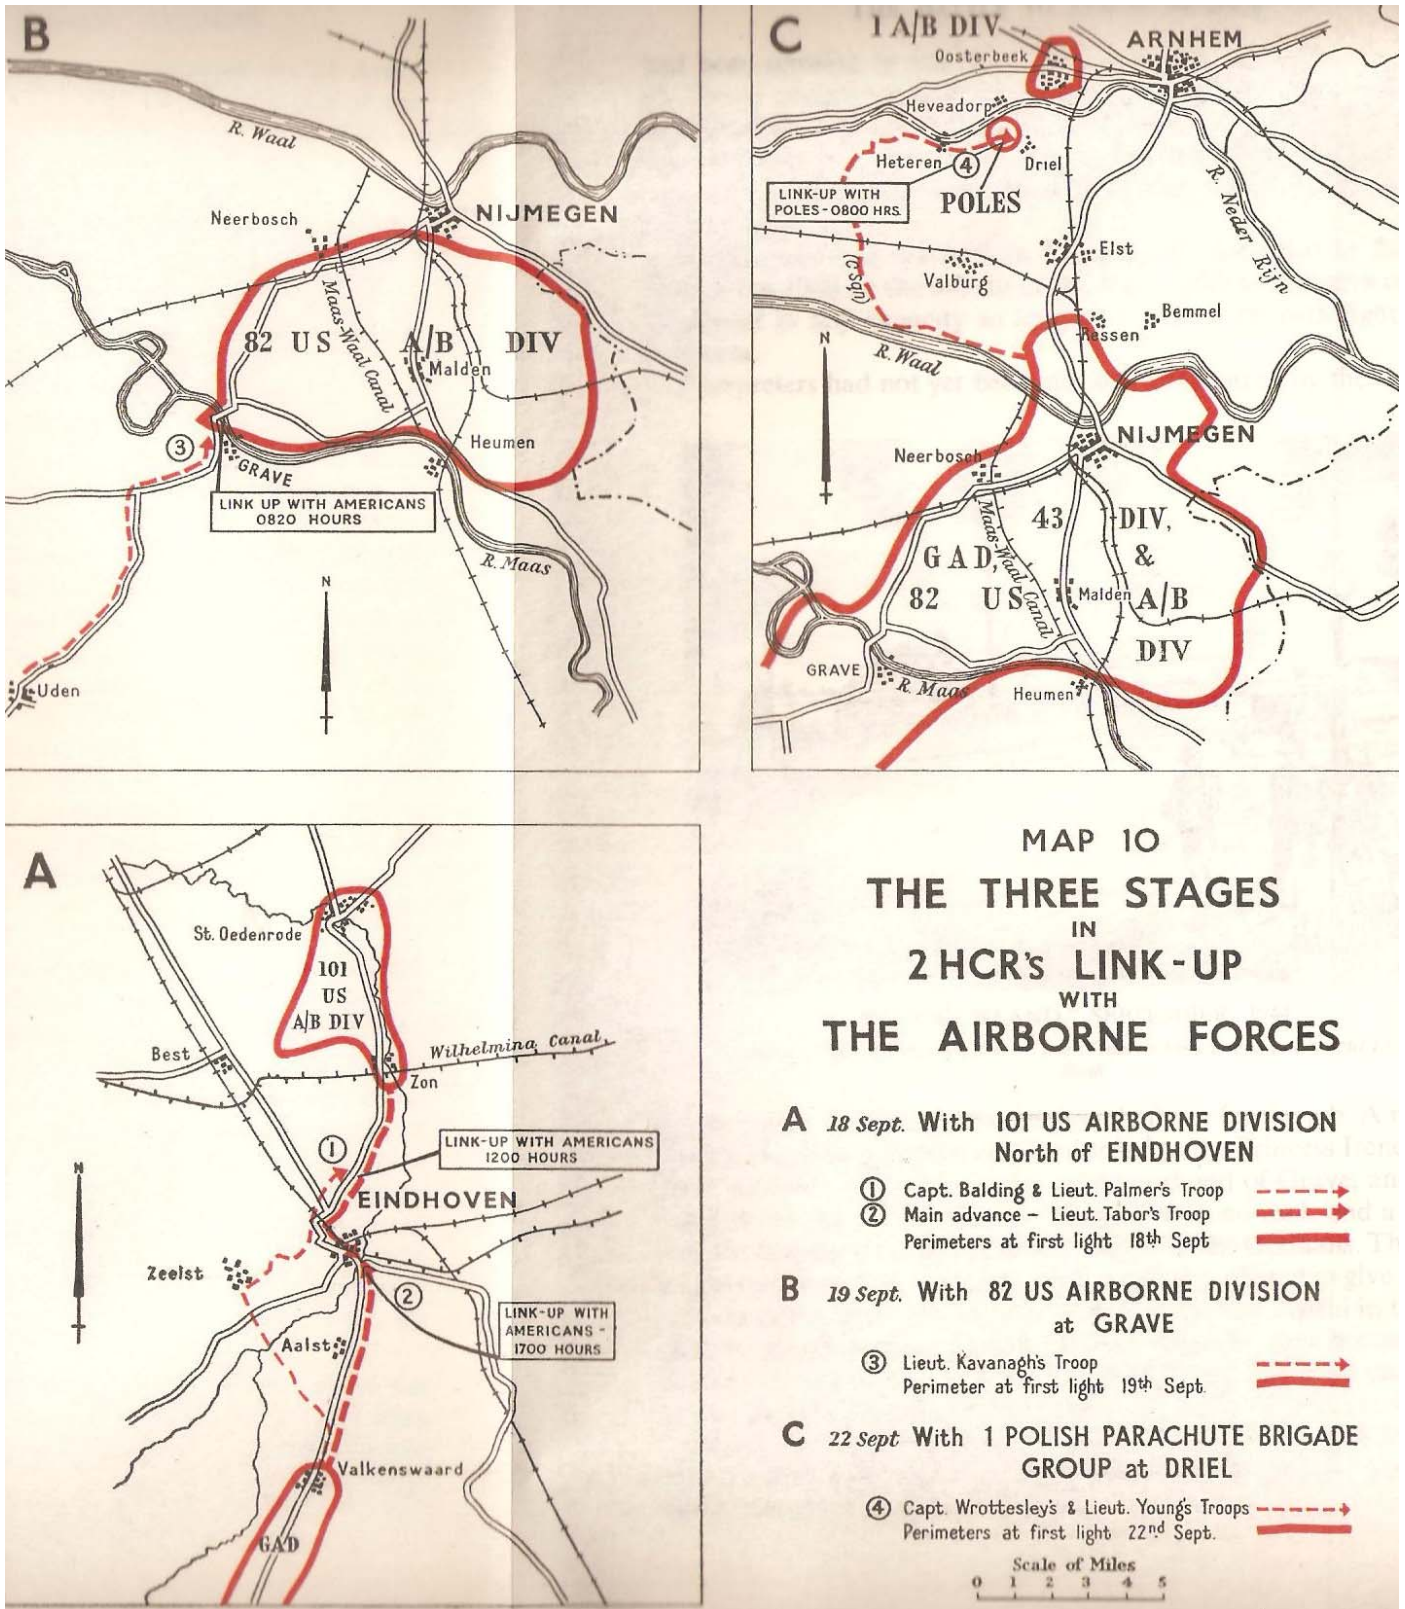 B
R. Waal
NIJMEGEN
Neerbosch
Maas-Waal Canal
82 US A/B DIV
Malden
Heumen
3
GRAVE
LINK UP WITH AMERICANS
0820 HOURS
R. Maas
N
Uden
C
1 A/B DIV
ARNHEM
Oosterbeek
Heveadorp
Heteren
4
Driel
LINK-UP WITH
POLES-0800 HRS.
POLES
R. Neder Rijn
Elst
Valburg
(C Sqn)
Bemmel
Ressen
R. Waal
N
NIJMEGEN
Neerbosch
Maas-Waal Canal
43 DIV,
GAD, &
82 US A/B
DIV
Malden
GRAVE
R. Maas
Heumen
A
St. Oedenrode
101
US
A/B DIV
Best
Wilhelmina Canal
Zon
1
LINK-UP WITH AMERICANS
1200 HOURS
N
EINDHOVEN
Zeelst
2
LINK-UP WITH
AMERICANS -
1700 HOURS
Aalst
Valkenswaard
GAD
MAP 10
THE THREE STAGES
IN
2 HCR's LINK-UP
WITH
THE AIRBORNE FORCES
A 18 Sept. With 101 US AIRBORNE DIVISION
North of EINDHOVEN
1 Capt. Balding & Lieut. Palmer's Troop
2 Main advance - Lieut. Tabor's Troop
Perimeters at first light 18th Sept
B 19 Sept. With 82 US AIRBORNE DIVISION
at GRAVE
3 Lieut. Kavanagh's Troop
Perimeter at first light 19th Sept.
C 22 Sept With 1 POLISH PARACHUTE BRIGADE
GROUP at DRIEL
4 Capt. Wrottesley's & Lieut. Young's Troops
Perimeters at first light 22nd Sept.
Scale of Miles
0 1 2 3 4 5